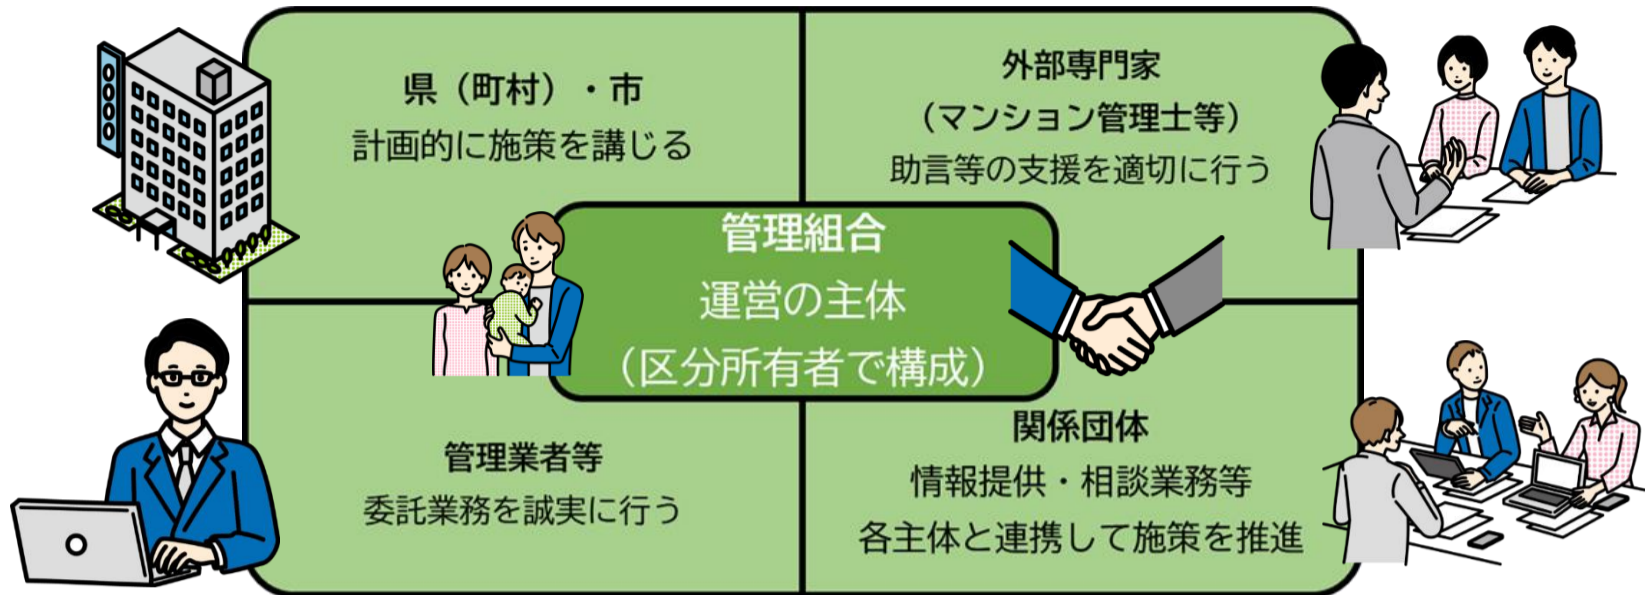 県（町村）・市
計画的に施策を講じる
外部専門家
（マンション管理士等）
助言等の支援を適切に行う
管理組合
運営の主体
（区分所有者で構成）
管理業者等
委託業務を誠実に行う
関係団体
情報提供・相談業務等
各主体と連携して施策を推進